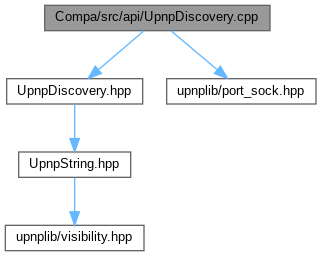 Compa/src/api/UpnpDiscovery.cpp
UpnpDiscovery.hpp
upnplib/port_sock.hpp
UpnpString.hpp
upnplib/visibility.hpp